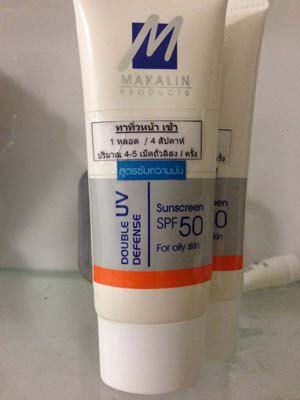 M
MAKALIN
PRODUCTS
ทาทั่วหน้า เช้า
1 หลอด / 4 สัปดาห์
ปริมาณ 4-5 เม็ดถั่วลิสง / ครั้ง
สูตรซับความมัน
DOUBLE UV
DEFENSE
Sunscreen
SPF 50
For oily skin
een
0
n